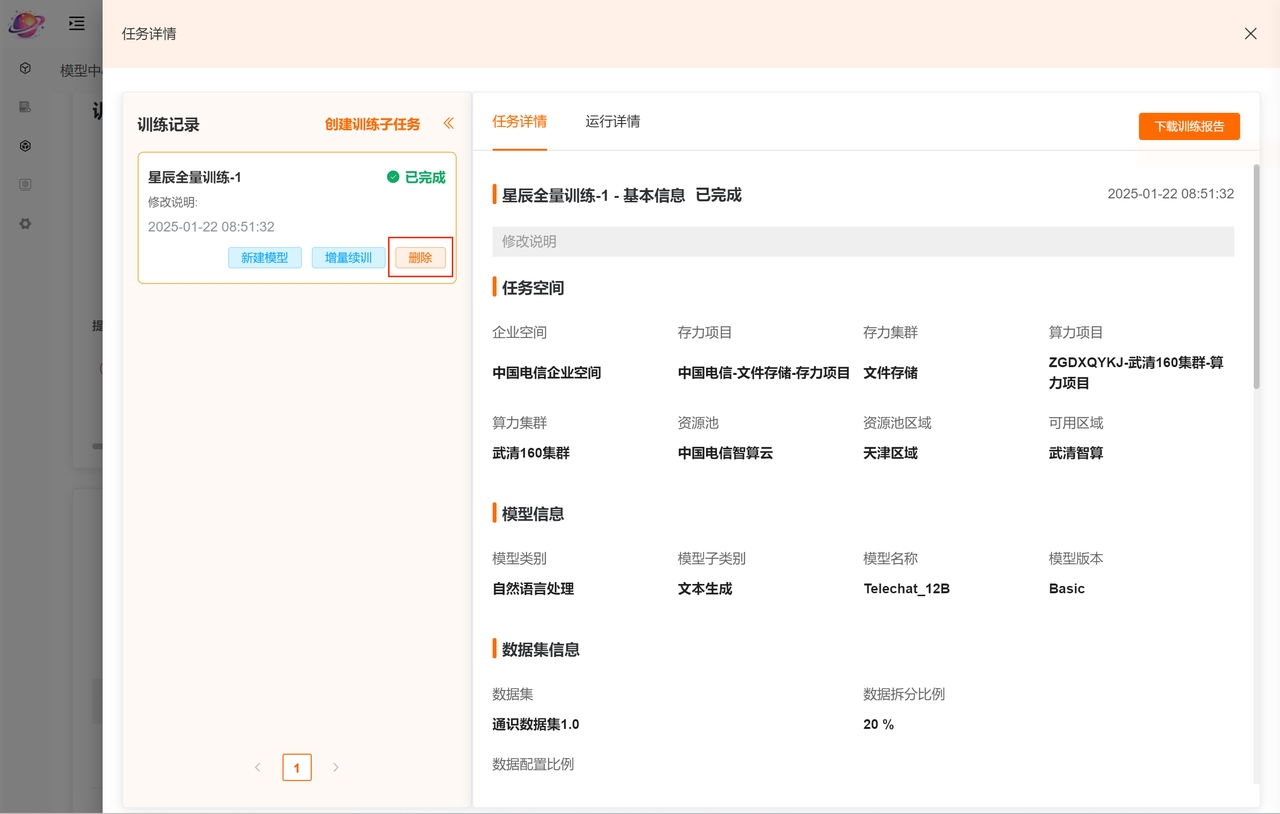 任务详情
模型中
训练记录
创建训练子任务
星辰全量训练-1
已完成
修改说明:
2025-01-22 08:51:32
新建模型
增量续训
删除
1
任务详情
运行详情
下载训练报告
星辰全量训练-1 - 基本信息 已完成
2025-01-22 08:51:32
修改说明
任务空间
企业空间
存力项目
存力集群
算力项目
中国电信企业空间
中国电信-文件存储-存力项目
文件存储
ZGDXQYKJ-武清160集群-算
力项目
算力集群
资源池
资源池区域
可用区域
武清160集群
中国电信智算云
天津区域
武清智算
模型信息
模型类别
模型子类别
模型名称
模型版本
自然语言处理
文本生成
Telechat_12B
Basic
数据集信息
数据集
数据拆分比例
通识数据集1.0
20 %
数据配置比例